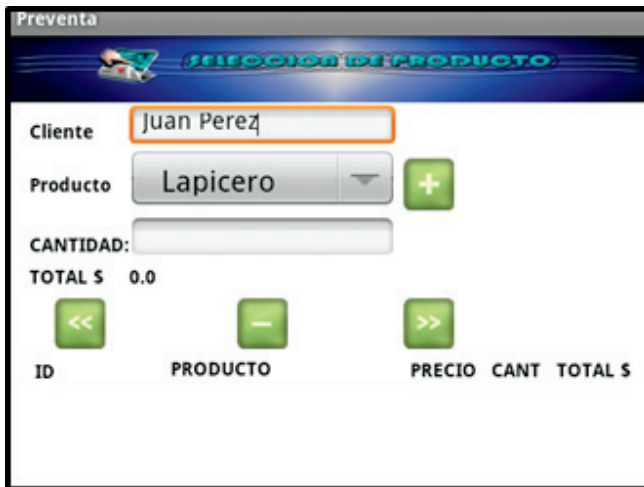 Preventa
SELECCION DE PRODUCTO
Cliente Juan Perez
Producto Lapicero +
CANTIDAD:
TOTAL $ 0.0
<< − >>
ID PRODUCTO PRECIO CANT TOTAL $